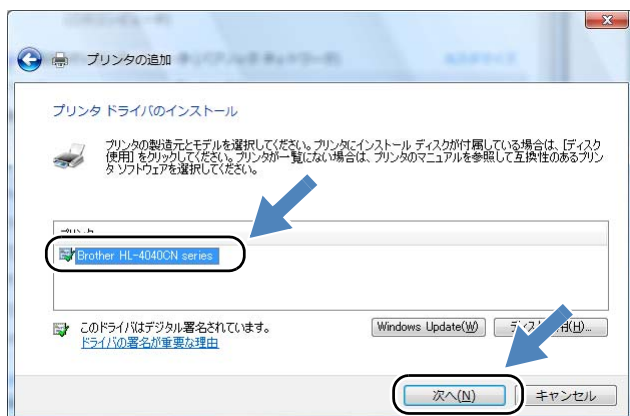 プリンタの追加
プリンタ ドライバのインストール
プリンタの製造元とモデルを選択してください。プリンタにインストール ディスクが付属している場合は、[ディスク
使用] をクリックしてください。プリンタが一覧にない場合は、プリンタのマニュアルを参照して互換性のあるプリン
タ ソフトウェアを選択してください。
Brother HL-4040CN series
このドライバはデジタル署名されています。
ドライバの署名が重要な理由
Windows Update(W)
次へ(N)
キャンセル